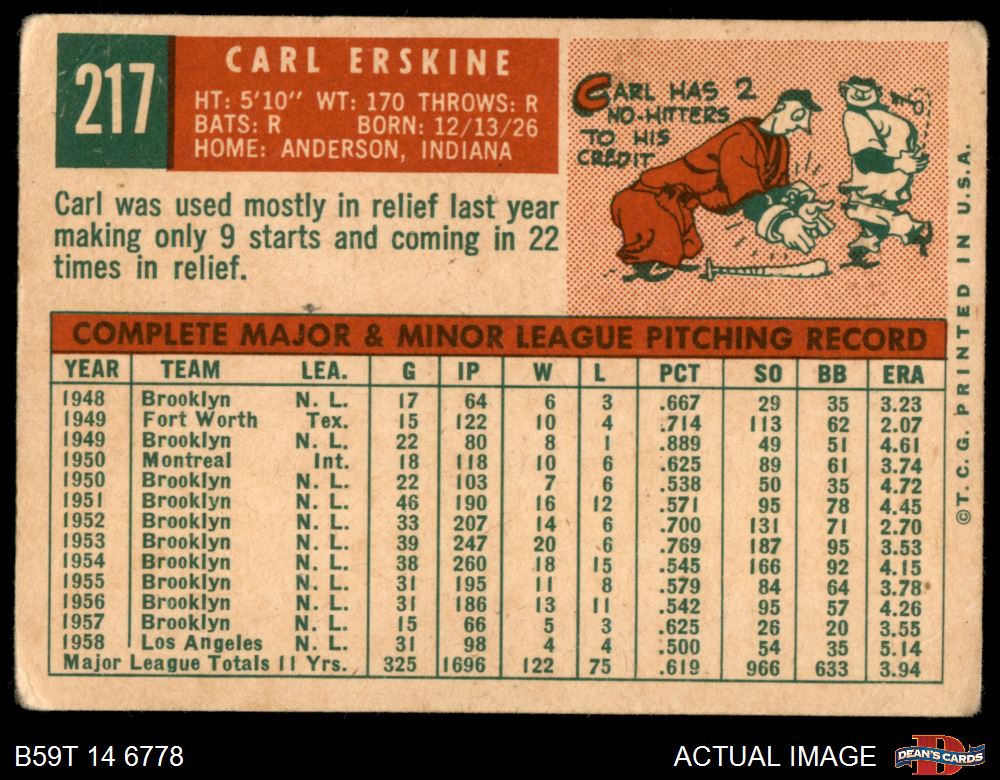 217
CARL ERSKINE
HT: 5'10" WT: 170 THROWS: R
BATS: R BORN: 12/13/26
HOME: ANDERSON, INDIANA
CARL HAS 2
NO-HITTERS
TO HIS
CREDIT
Carl was used mostly in relief last year
making only 9 starts and coming in 22
times in relief.
COMPLETE MAJOR & MINOR LEAGUE PITCHING RECORD
YEAR TEAM LEA. G IP W L PCT SO BB ERA
1948 Brooklyn N. L. 17 64 6 3 .667 29 35 3.23
1949 Fort Worth Tex. 15 122 10 4 .714 113 62 2.07
1949 Brooklyn N. L. 22 80 8 1 .889 49 51 4.61
1950 Montreal Int. 18 118 10 6 .625 89 61 3.74
1950 Brooklyn N. L. 22 103 7 6 .538 50 35 4.72
1951 Brooklyn N. L. 46 190 16 12 .571 95 78 4.45
1952 Brooklyn N. L. 33 207 14 6 .700 131 71 2.70
1953 Brooklyn N. L. 39 247 20 6 .769 187 95 3.53
1954 Brooklyn N. L. 38 260 18 15 .545 166 92 4.15
1955 Brooklyn N. L. 31 195 11 8 .579 84 64 3.78
1956 Brooklyn N. L. 31 186 13 11 .542 95 57 4.26
1957 Brooklyn N. L. 15 66 5 3 .625 26 20 3.55
1958 Los Angeles N. L. 31 98 4 4 .500 54 35 5.14
Major League Totals 11 Yrs. 325 1696 122 75 .619 966 633 3.94
©T. C. G. PRINTED IN U.S.A.
B59T 14 6778
ACTUAL IMAGE
DEAN'S CARDS